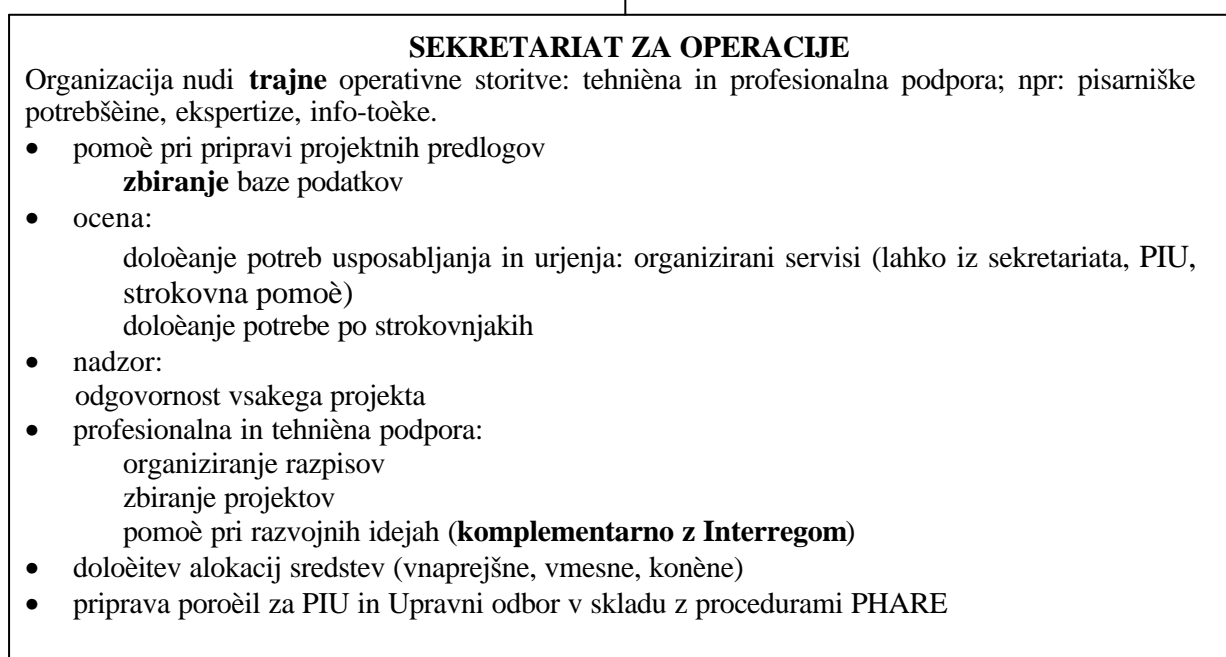 SEKRETARIAT ZA OPERACIJE
Organizacija nudi trajne operativne storitve: tehnièna in profesionalna podpora; npr: pisarniške
potrebšèine, ekspertize, info-toèke.
• pomoè pri pripravi projektnih predlogov
zbiranje baze podatkov
• ocena:
doloèanje potreb usposabljanja in urjenja: organizirani servisi (lahko iz sekretariata, PIU,
strokovna pomoè)
doloèanje potrebe po strokovnjakih
• nadzor:
odgovornost vsakega projekta
• profesionalna in tehnièna podpora:
organiziranje razpisov
zbiranje projektov
pomoè pri razvojnih idejah (komplementarno z Interregom)
• doloèitev alokacij sredstev (vnaprejšne, vmesne, konène)
• priprava poroèil za PIU in Upravni odbor v skladu z procedurami PHARE